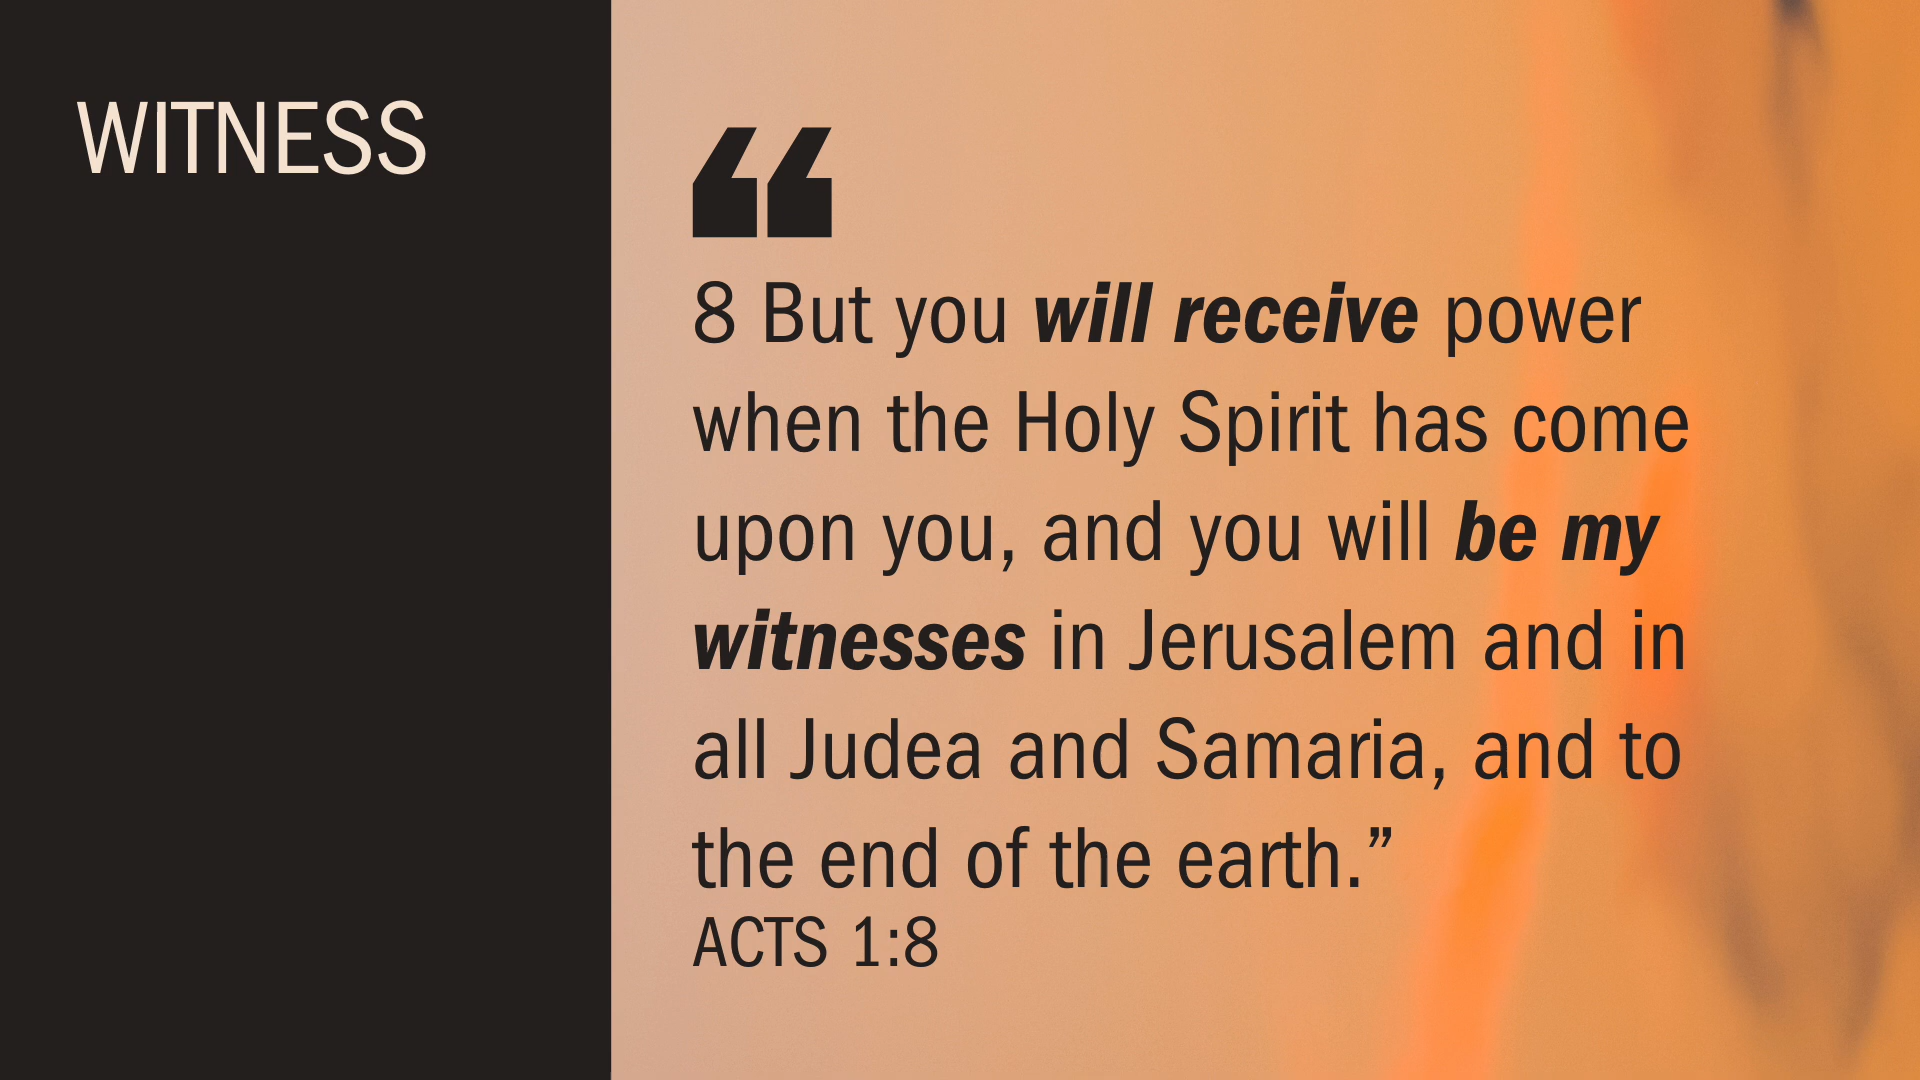 WITNESS
“
8 But you will receive power
when the Holy Spirit has come
upon you, and you will be my
witnesses in Jerusalem and in
all Judea and Samaria, and to
the end of the earth.”
ACTS 1:8